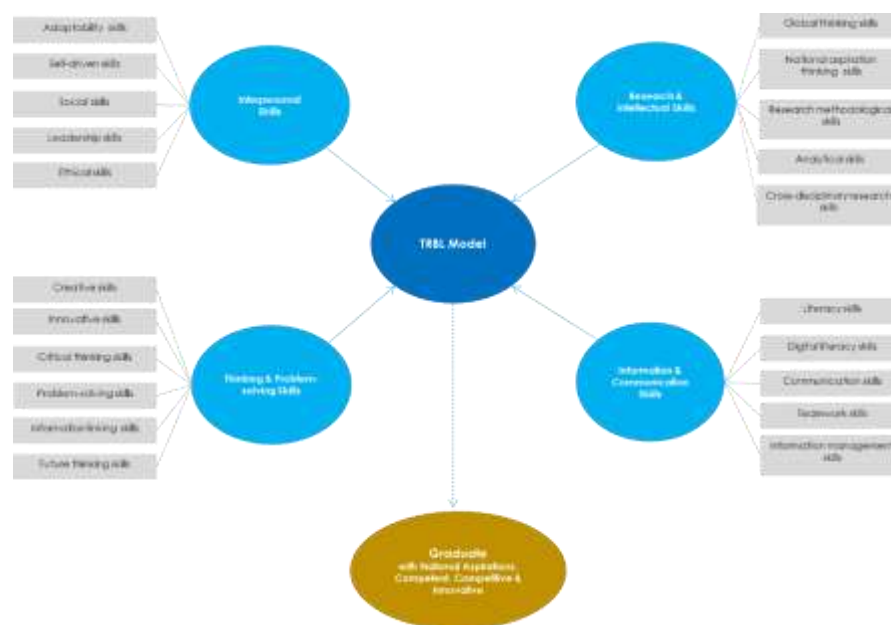 Adaptability skills
Self-driven skills
Social skills
Leadership skills
Ethical skills
Interpersonal
Skills
Global thinking skills
National aspiration
thinking skills
Research methodological
skills
Analytical skills
Cross-disciplinary research
skills
Research &
Intellectual Skills
TRBL Model
Creative skills
Innovative skills
Critical thinking skills
Problem-solving skills
Information-linking skills
Future thinking skills
Thinking & Problem-
solving Skills
Literacy skills
Digital literacy skills
Communication skills
Teamwork skills
Information management
skills
Information &
Communication
Skills
Graduate
with National Aspirations,
Competent, Competitive &
Innovative